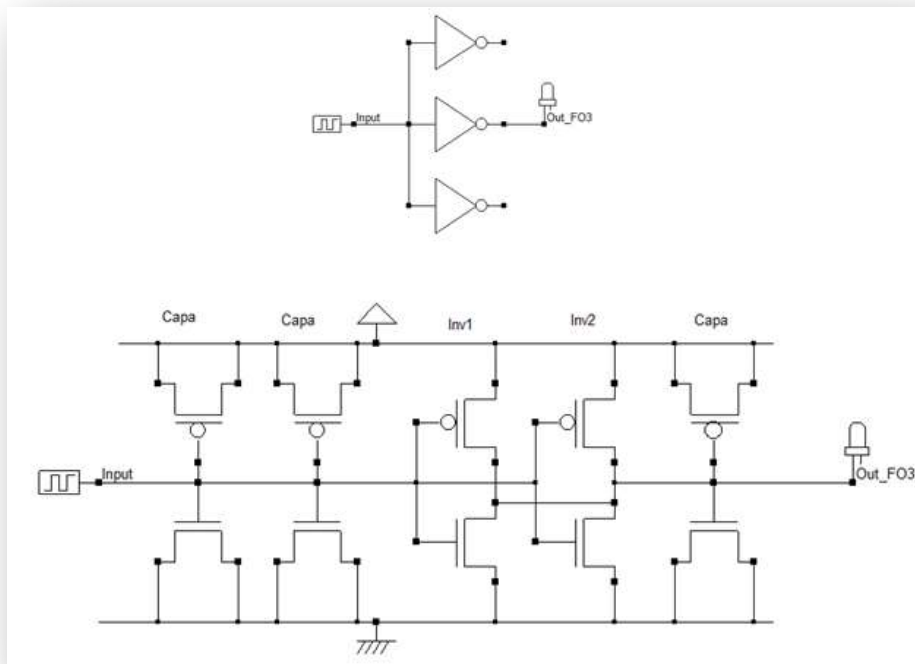 Input
Out_FO3
Capa
Capa
Inv1
Inv2
Capa
Input
Out_FO3